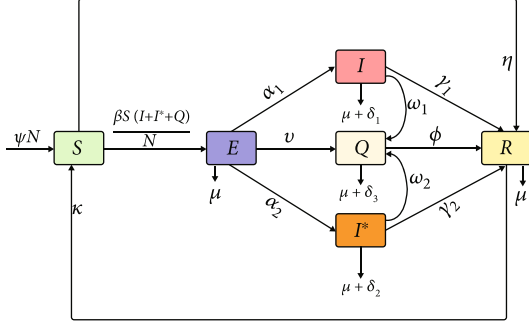 I
η
α₁
γ₁
ω₁
βS (I+I*+Q)
N
μ + δ₁
ψN
S
E
υ
Q
ϕ
R
μ
μ + δ₃
ω₂
μ
κ
α₂
I*
γ₂
μ + δ₂